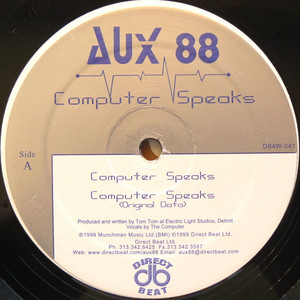 AUX 88
Computer Speaks
DB4W-041
Side
A
Computer Speaks
Computer Speaks
(Original Data)
Produced and written by Tom Tom at Electric Light Studios, Detroit
Vocals by The Computer
©1999 Munchman Music Ltd (BMI) ℗1999 Direct Beat Ltd.
Direct Beat Ltd.
Ph. 313.342.6425 Fx.313.342.3587
Web: www.directbeat.com/aux88 Email: aux88@directbeat.com
DIRECT
db
BEAT